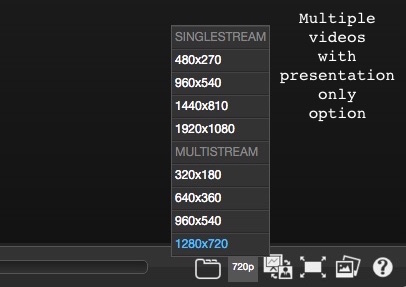 Multiple
videos
with
presentation
only
option
SINGLESTREAM
480x270
960x540
1440x810
1920x1080
MULTISTREAM
320x180
640x360
960x540
1280x720
720p
?